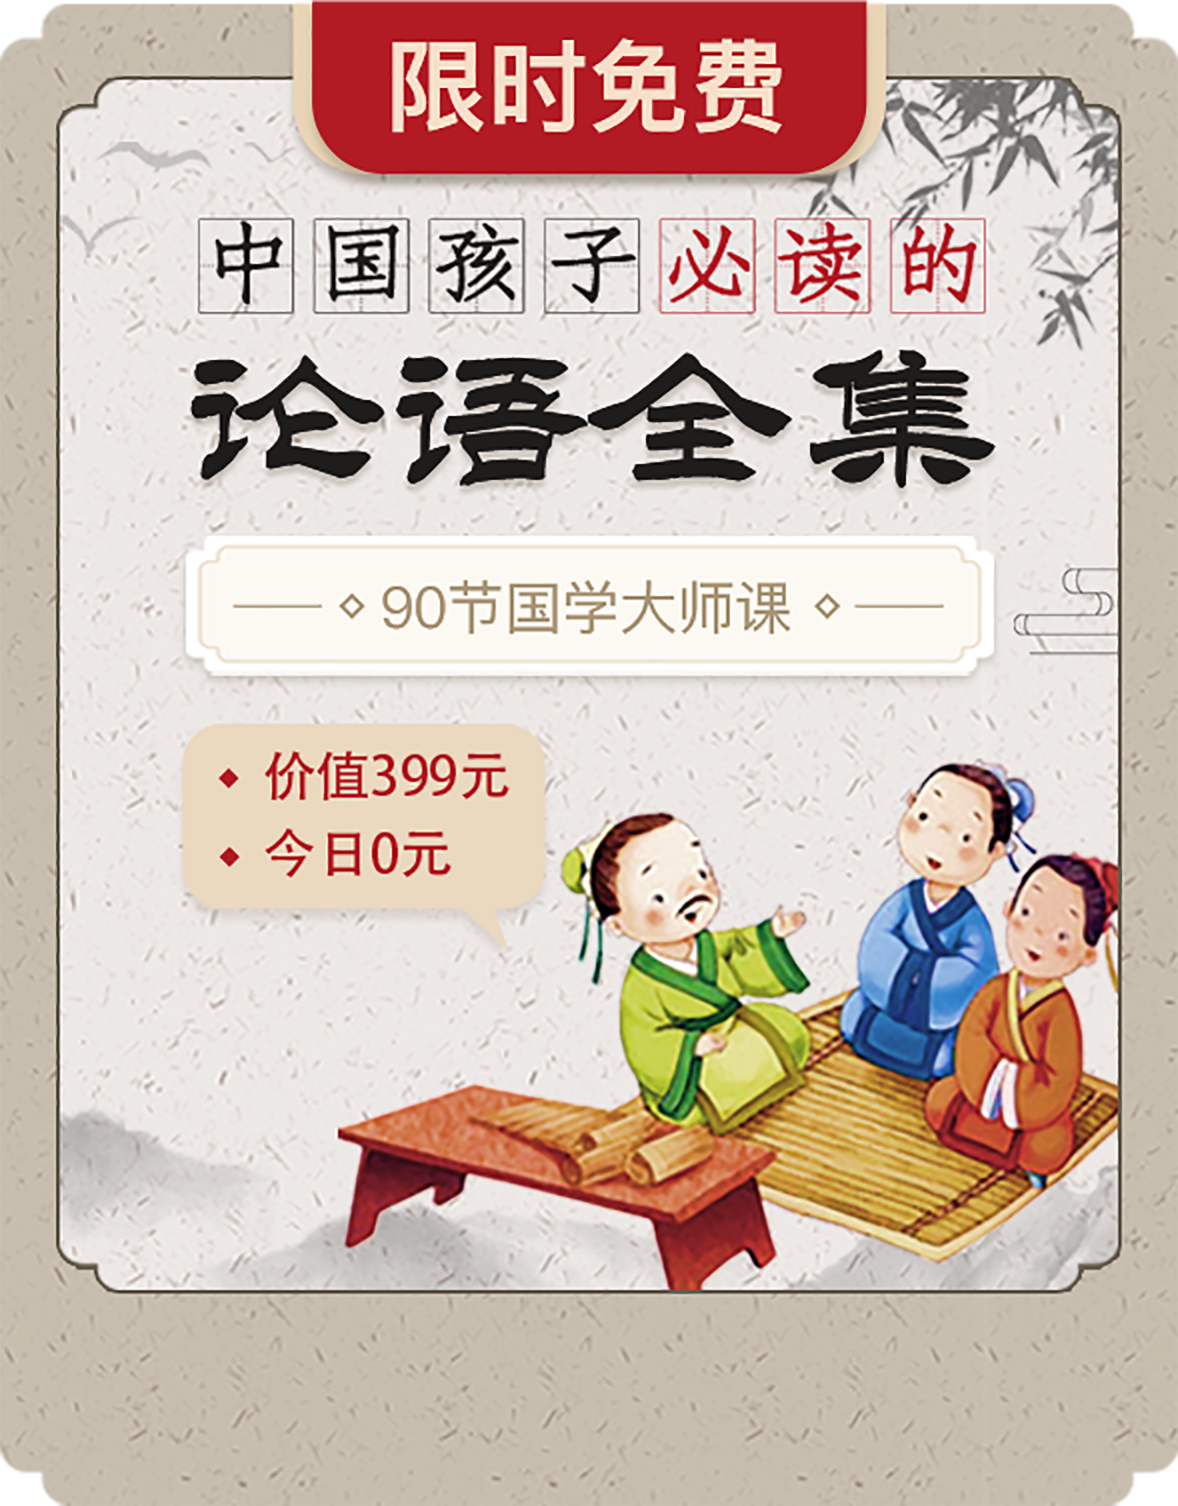 限时免费
中国孩子必读的
论语全集
90节国学大师课
价值399元
今日0元